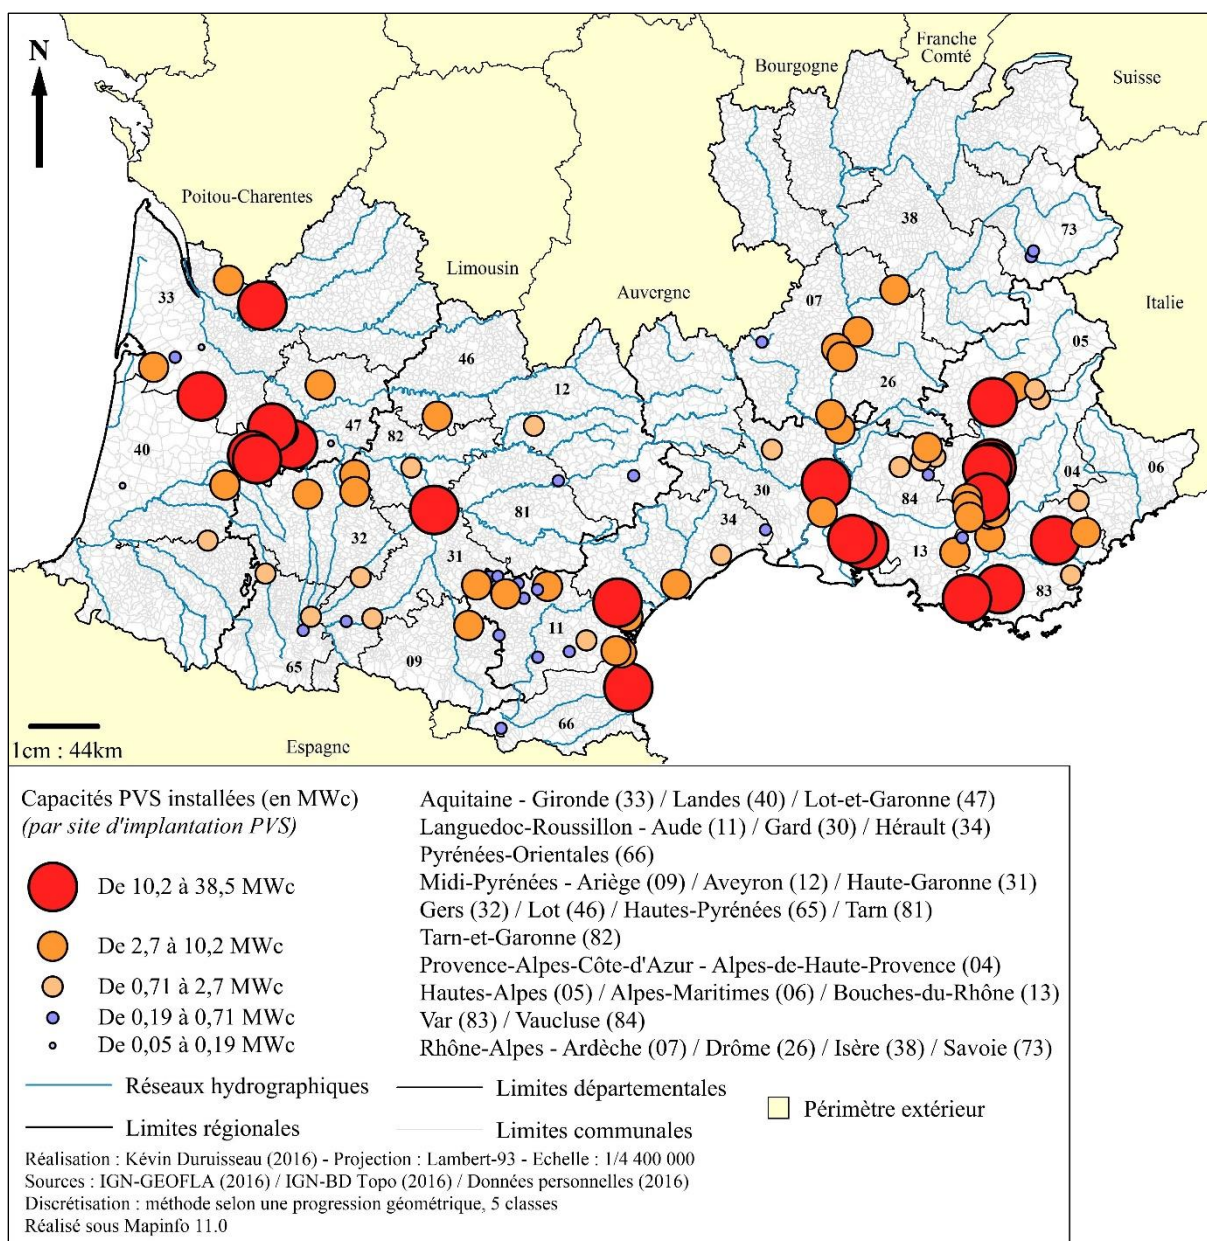 N
Franche
Comté
Bourgogne
Suisse
Poitou-Charentes
38
73
Limousin
33
07
Auvergne
Italie
46
05
12
26
47
82
40
04
06
30
84
81
34
32
31
13
83
11
65
09
66
1cm : 44km
Espagne
Capacités PVS installées (en MWc)
(par site d'implantation PVS)
De 10,2 à 38,5 MWc
De 2,7 à 10,2 MWc
De 0,71 à 2,7 MWc
De 0,19 à 0,71 MWc
De 0,05 à 0,19 MWc
Aquitaine - Gironde (33) / Landes (40) / Lot-et-Garonne (47)
Languedoc-Roussillon - Aude (11) / Gard (30) / Hérault (34)
Pyrénées-Orientales (66)
Midi-Pyrénées - Ariège (09) / Aveyron (12) / Haute-Garonne (31)
Gers (32) / Lot (46) / Hautes-Pyrénées (65) / Tarn (81)
Tarn-et-Garonne (82)
Provence-Alpes-Côte-d'Azur - Alpes-de-Haute-Provence (04)
Hautes-Alpes (05) / Alpes-Maritimes (06) / Bouches-du-Rhône (13)
Var (83) / Vaucluse (84)
Rhône-Alpes - Ardèche (07) / Drôme (26) / Isère (38) / Savoie (73)
Réseaux hydrographiques
Limites départementales
Périmètre extérieur
Limites régionales
Limites communales
Réalisation : Kévin Duruisseau (2016) - Projection : Lambert-93 - Echelle : 1/4 400 000
Sources : IGN-GEOFLA (2016) / IGN-BD Topo (2016) / Données personnelles (2016)
Discrétisation : méthode selon une progression géométrique, 5 classes
Réalisé sous Mapinfo 11.0